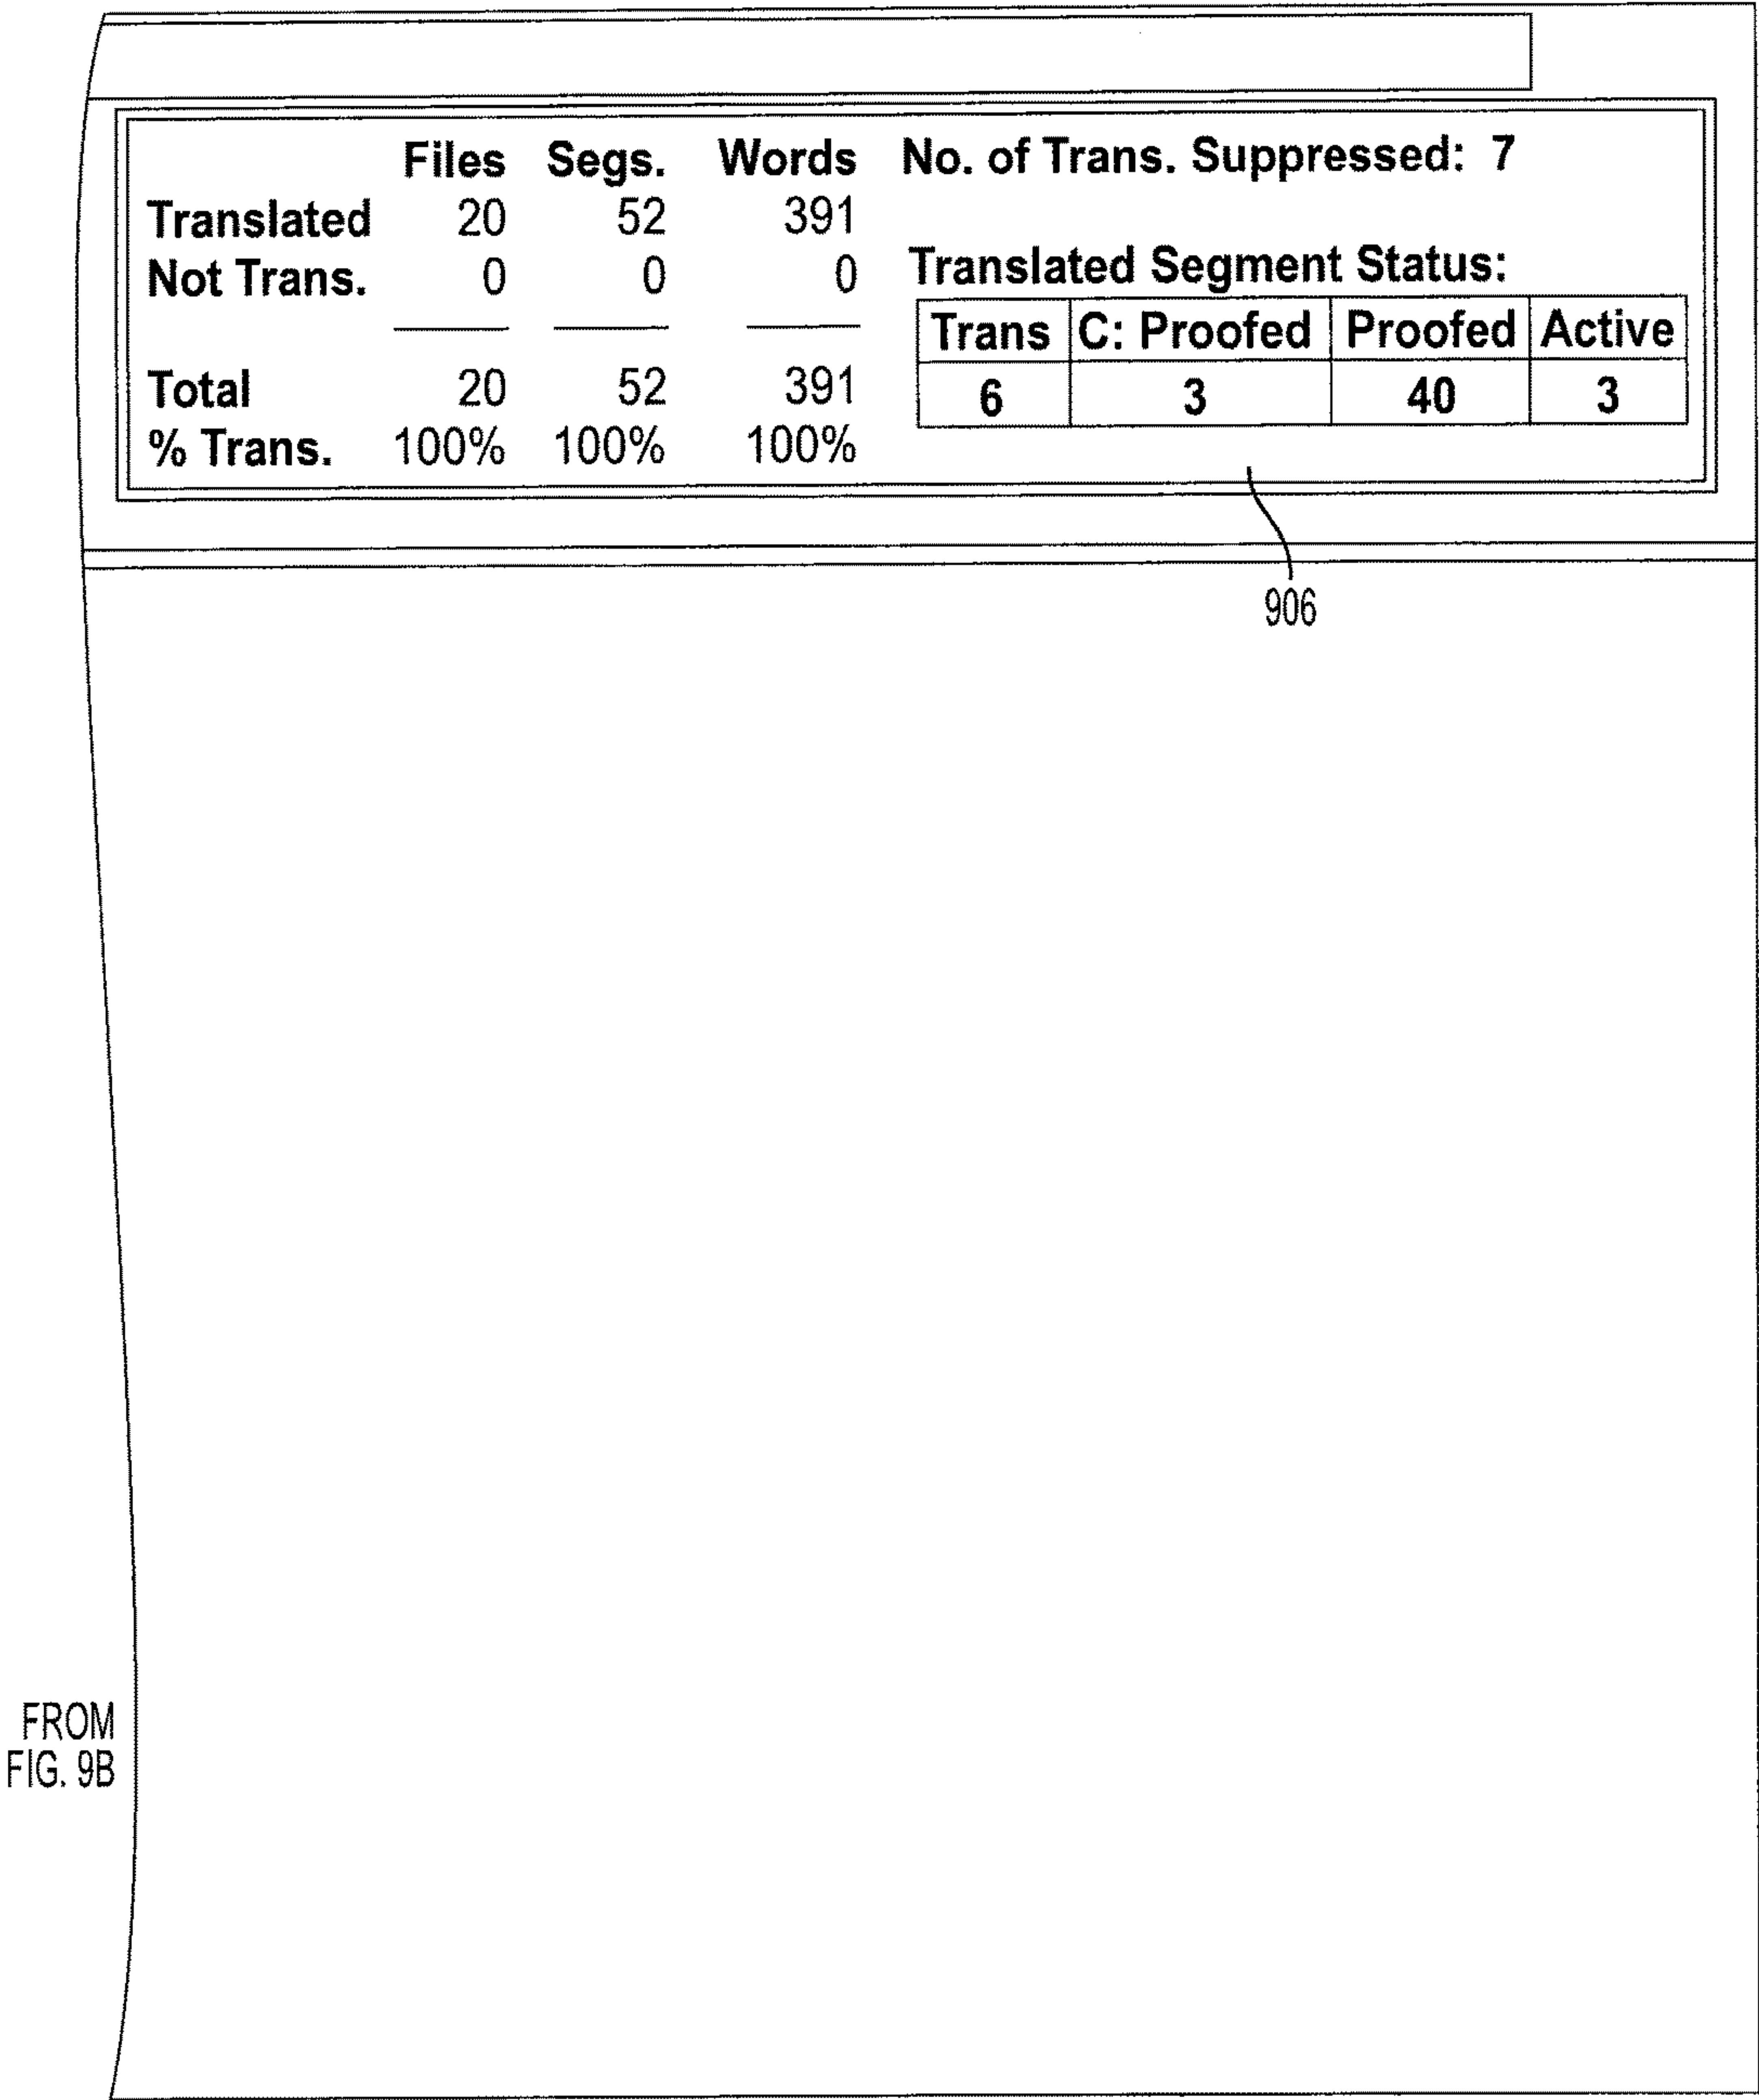 Files Segs. Words
Translated 20 52 391
Not Trans. 0 0 0
Total 20 52 391
% Trans. 100% 100% 100%
No. of Trans. Suppressed: 7
Translated Segment Status:
Trans C: Proofed Proofed Active
6 3 40 3
906
FROM
FIG. 9B